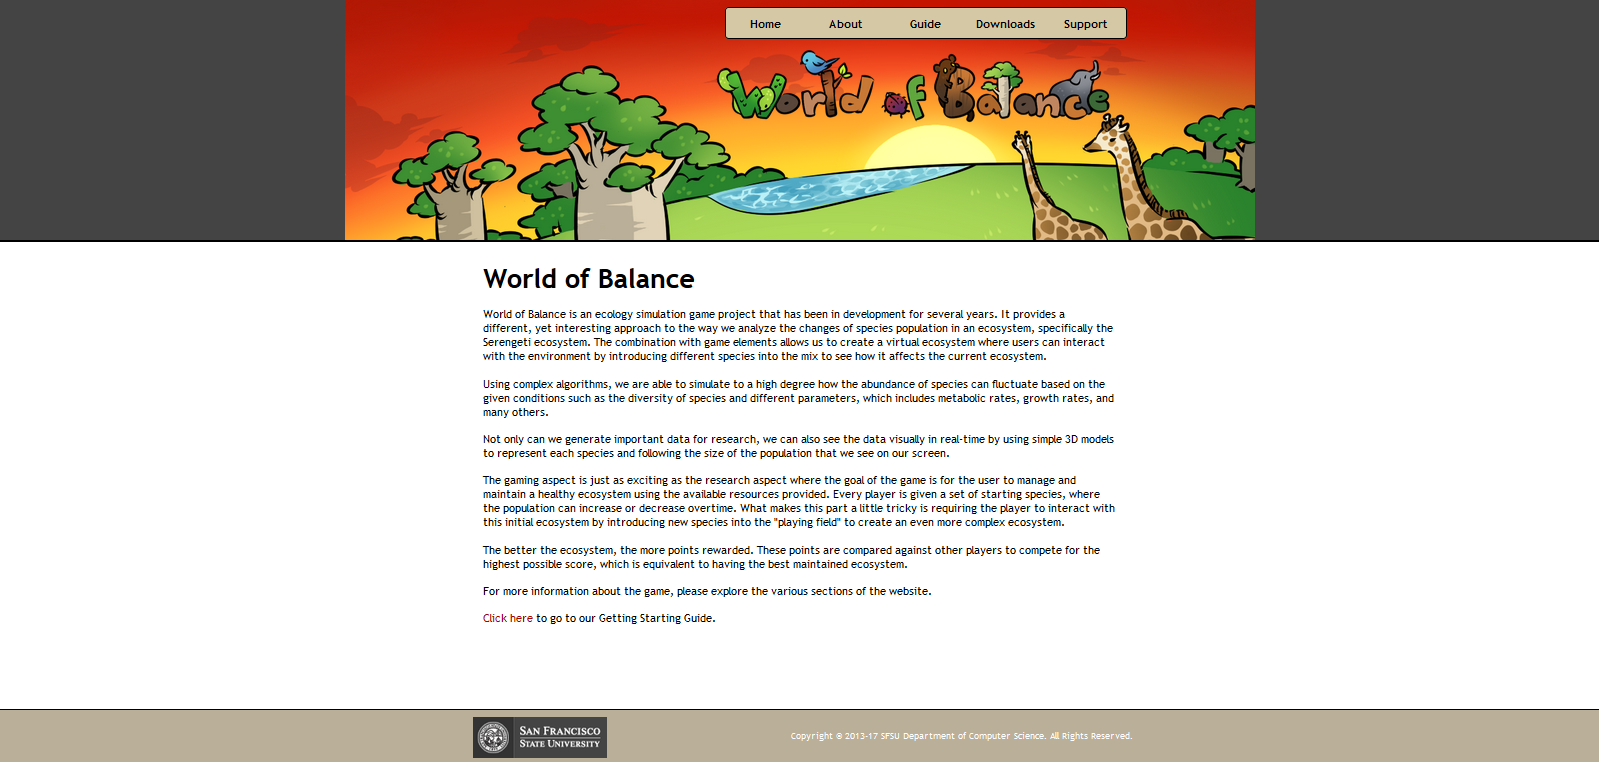 Home About Guide Downloads Support
World of Balance
World of Balance
World of Balance is an ecology simulation game project that has been in development for several years. It provides a
different, yet interesting approach to the way we analyze the changes of species population in an ecosystem, specifically the
Serengeti ecosystem. The combination with game elements allows us to create a virtual ecosystem where users can interact
with the environment by introducing different species into the mix to see how it affects the current ecosystem.
Using complex algorithms, we are able to simulate to a high degree how the abundance of species can fluctuate based on the
given conditions such as the diversity of species and different parameters, which includes metabolic rates, growth rates, and
many others.
Not only can we generate important data for research, we can also see the data visually in real-time by using simple 3D models
to represent each species and following the size of the population that we see on our screen.
The gaming aspect is just as exciting as the research aspect where the goal of the game is for the user to manage and
maintain a healthy ecosystem using the available resources provided. Every player is given a set of starting species, where
the population can increase or decrease overtime. What makes this part a little tricky is requiring the player to interact with
this initial ecosystem by introducing new species into the "playing field" to create an even more complex ecosystem.
The better the ecosystem, the more points rewarded. These points are compared against other players to compete for the
highest possible score, which is equivalent to having the best maintained ecosystem.
For more information about the game, please explore the various sections of the website.
Click here to go to our Getting Starting Guide.
San Francisco
State University
Copyright © 2013-17 SFSU Department of Computer Science. All Rights Reserved.